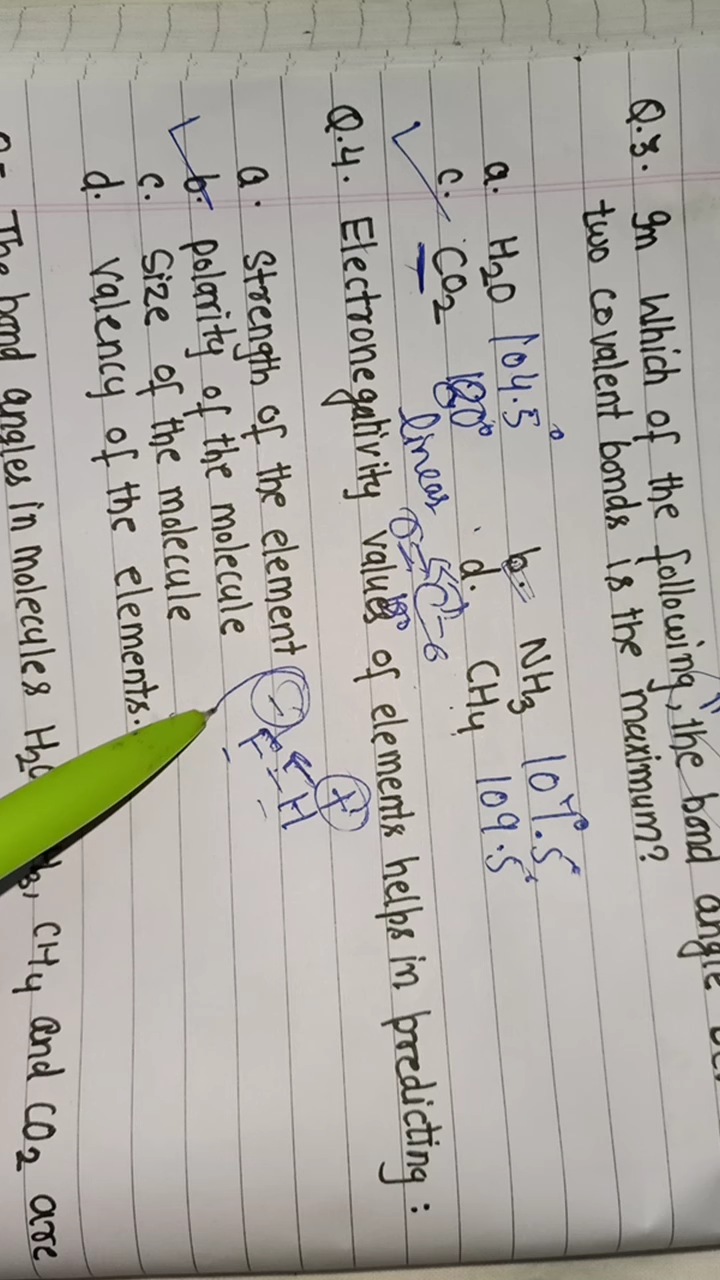 Q.3. In Which of the following, the bond angle
two covalent bonds is the maximum?
a. H2O 104.5° b. NH3 107.5°
c. CO2 180° d. CH4 109.5°
linear
Q.4. Electronegativity values of elements helps in predicting :
a. Strength of the element
b. polarity of the molecule
c. Size of the molecule
d. valency of the elements.
F - H
The bond angles in molecules H2O, CH4 and CO2 are